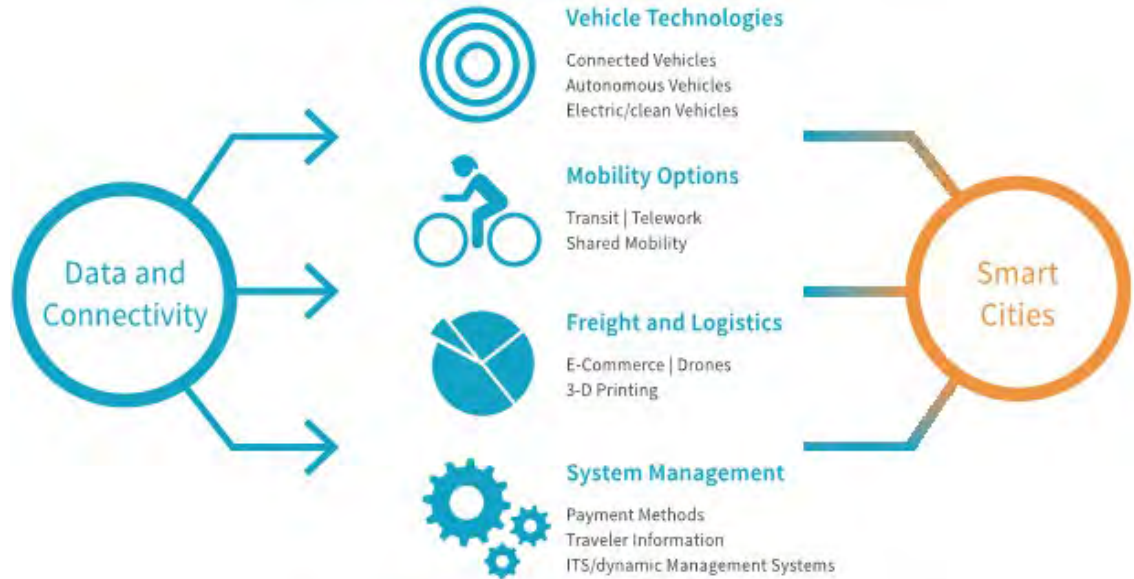 Data and
Connectivity
Vehicle Technologies
Connected Vehicles
Autonomous Vehicles
Electric/clean Vehicles
Mobility Options
Transit | Telework
Shared Mobility
Freight and Logistics
E-Commerce | Drones
3-D Printing
System Management
Payment Methods
Traveler Information
ITS/dynamic Management Systems
Smart
Cities